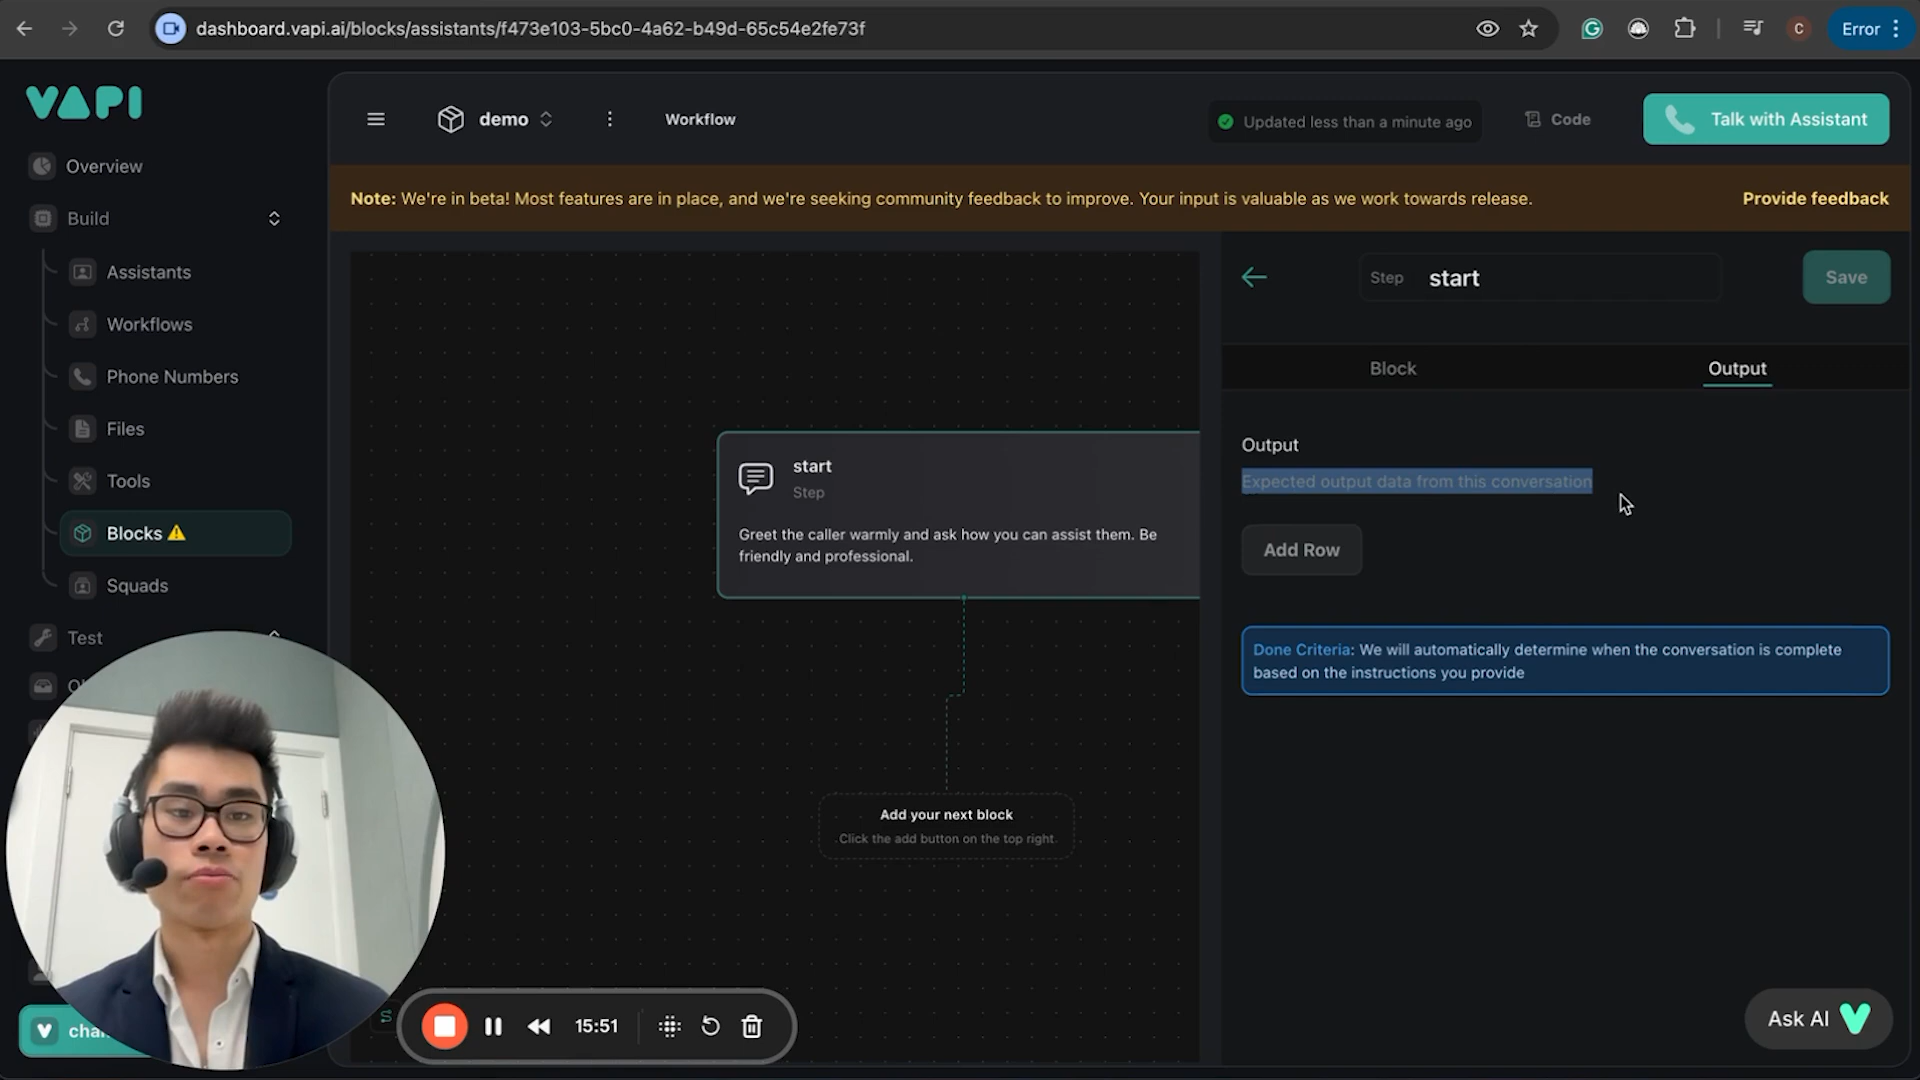 dashboard.vapi.ai/blocks/assistants/f473e103-5bc0-4a62-b49d-65c54e2fe73f
C
Error
VAPI
demo
Workflow
Updated less than a minute ago
Code
Talk with Assistant
Overview
Note: We're in beta! Most features are in place, and we're seeking community feedback to improve. Your input is valuable as we work towards release.
Provide feedback
Build
Assistants
Workflows
Phone Numbers
Files
Tools
Blocks
Squads
Test
start
Step
Greet the caller warmly and ask how you can assist them. Be
friendly and professional.
Add your next block
Click the add button on the top right
Step
start
Save
Block
Output
Output
Expected output data from this conversation
Add Row
Done Criteria: We will automatically determine when the conversation is complete
based on the instructions you provide
15:51
Ask AI